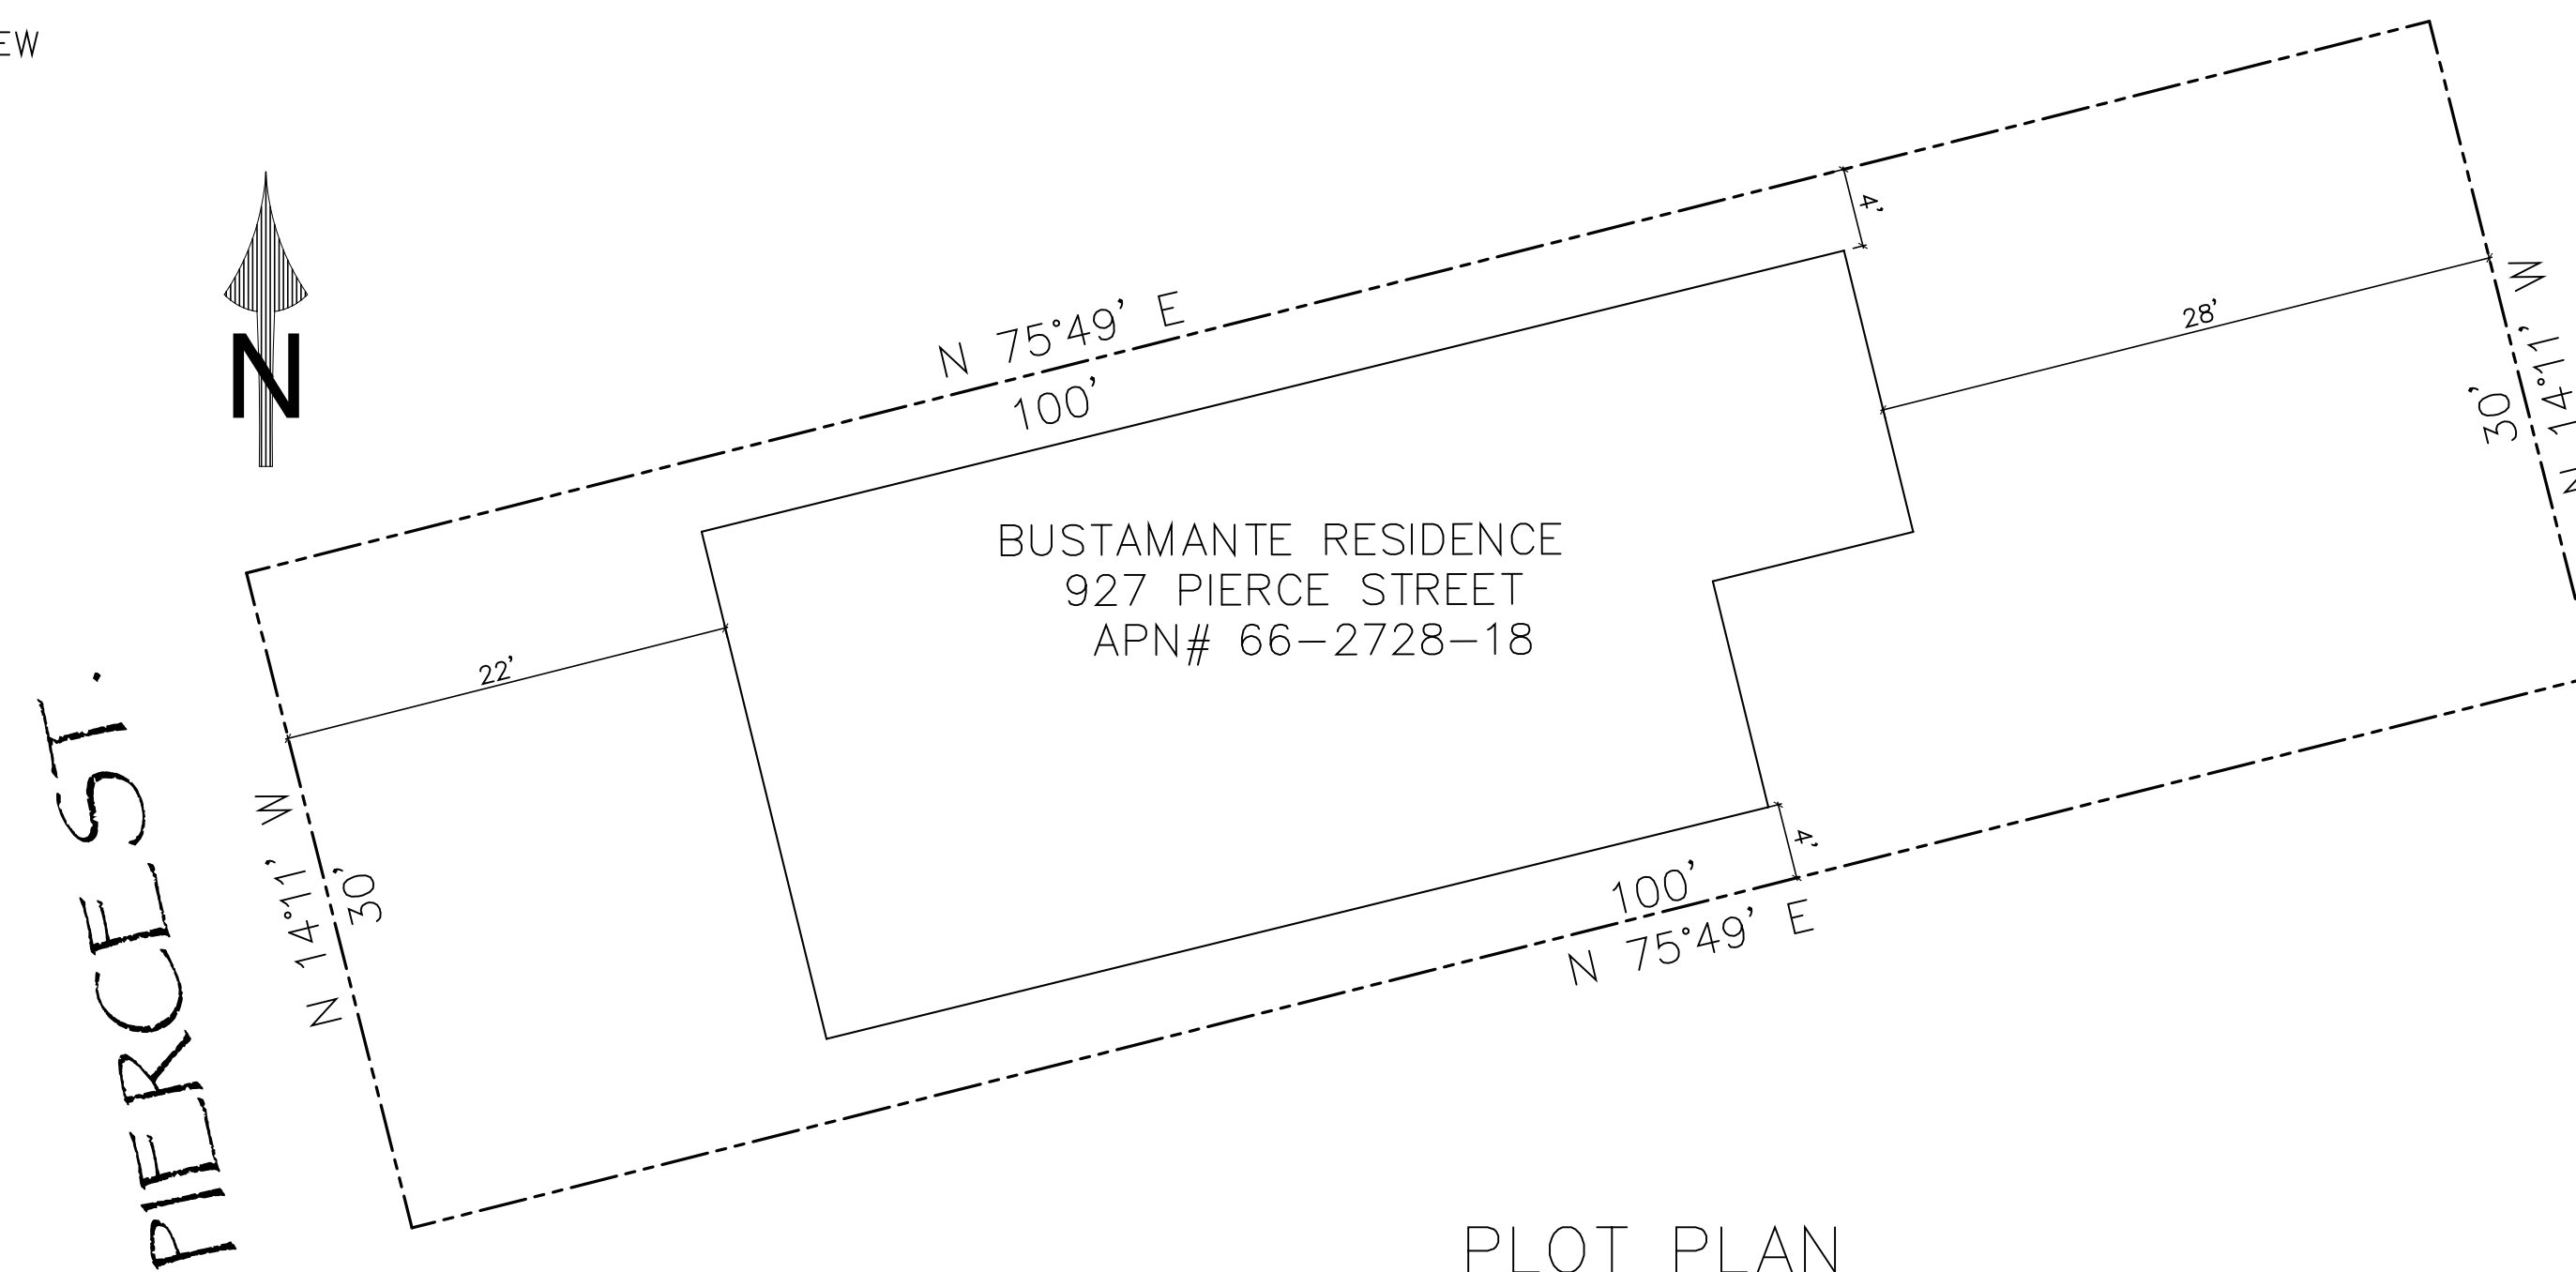 EW
N
N 75°49' E
100'
4'
28'
N 14°11' W
30'
BUSTAMANTE RESIDENCE
927 PIERCE STREET
APN# 66-2728-18
22'
PIERCE ST.
N 14°11' W
30'
4'
100'
N 75°49' E
PLOT PLAN